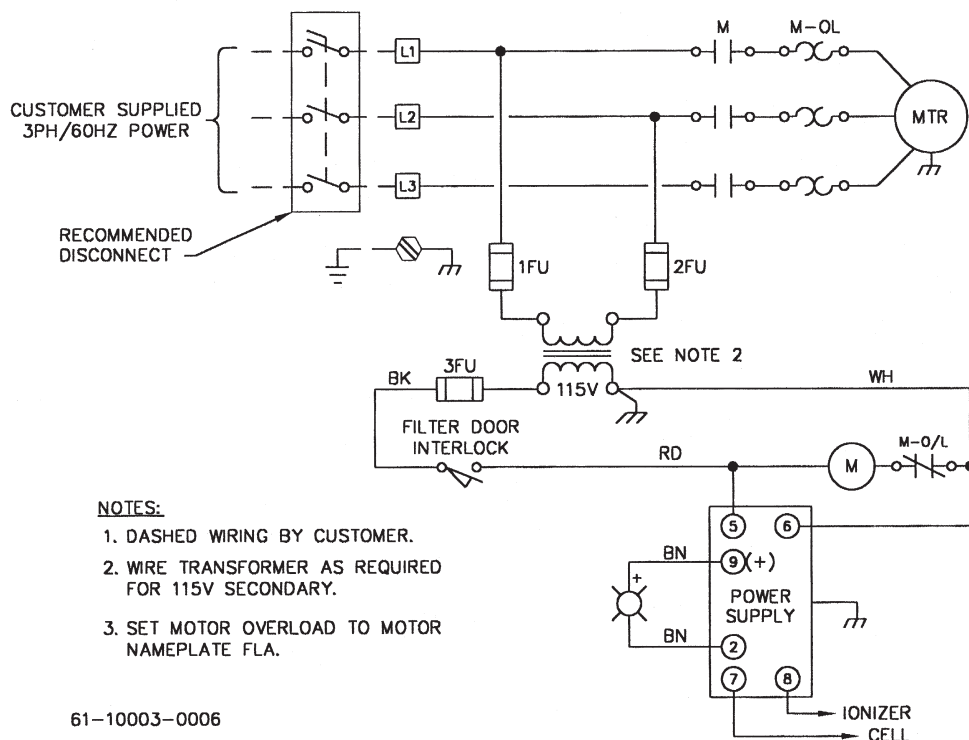 M
M-OL
L1
CUSTOMER SUPPLIED
3PH/60HZ POWER
L2
MTR
L3
RECOMMENDED
DISCONNECT
1FU
2FU
SEE NOTE 2
3FU
BK
115V
WH
FILTER DOOR
INTERLOCK
RD
M-O/L
M
NOTES:
1. DASHED WIRING BY CUSTOMER.
2. WIRE TRANSFORMER AS REQUIRED
FOR 115V SECONDARY.
3. SET MOTOR OVERLOAD TO MOTOR
NAMEPLATE FLA.
5
6
BN
9
(+)
+
POWER
SUPPLY
BN
2
7
8
IONIZER
CELL
61-10003-0006